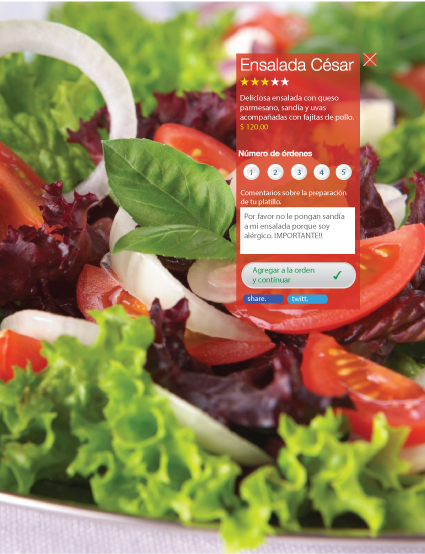 Ensalada César
Deliciosa ensalada con queso
parmesano, sandía y uvas
acompañadas con fajitas de pollo.
$ 120.00
Número de órdenes
1 2 3 4 5
Comentarios sobre la preparación
de tu platillo.
Por favor no le pongan sandía
a mi ensalada porque soy
alérgico. IMPORTANTE!!
Agregar a la orden
y continuar
share. twitt.